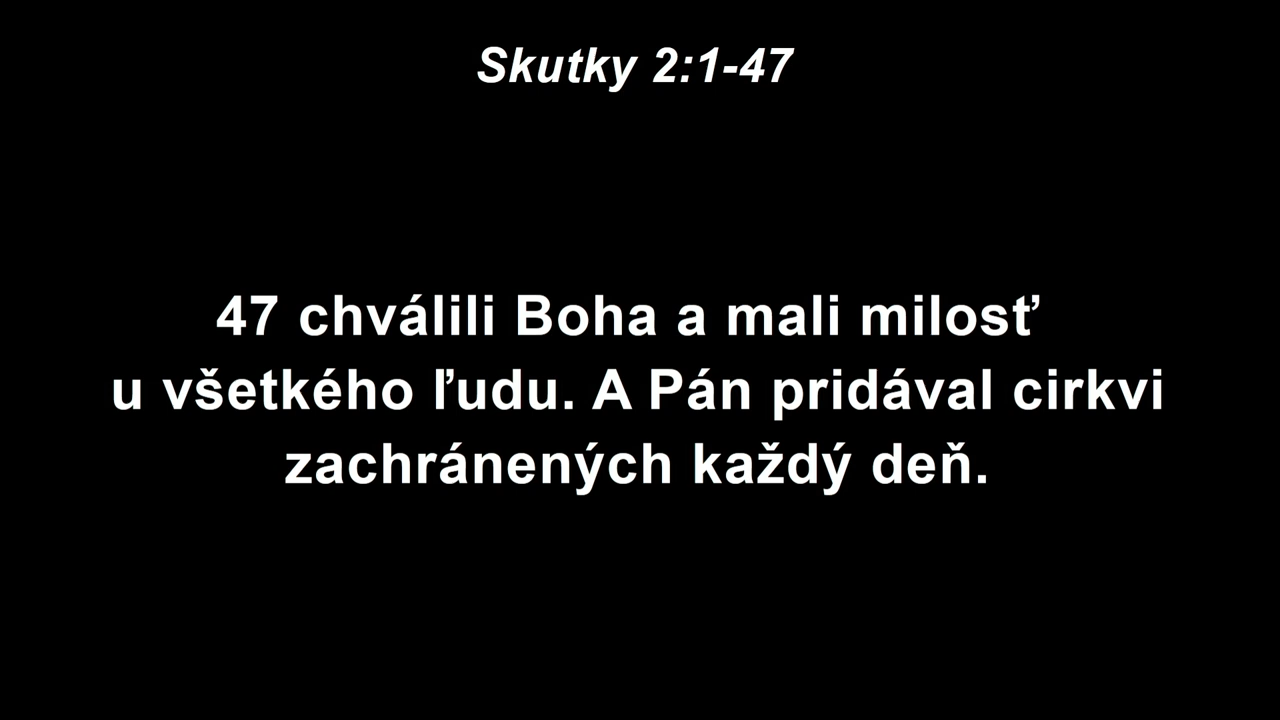 Skutky 2:1-47
47 chválili Boha a mali milosť
u všetkého ľudu. A Pán pridával cirkvi
zachránených každý deň.